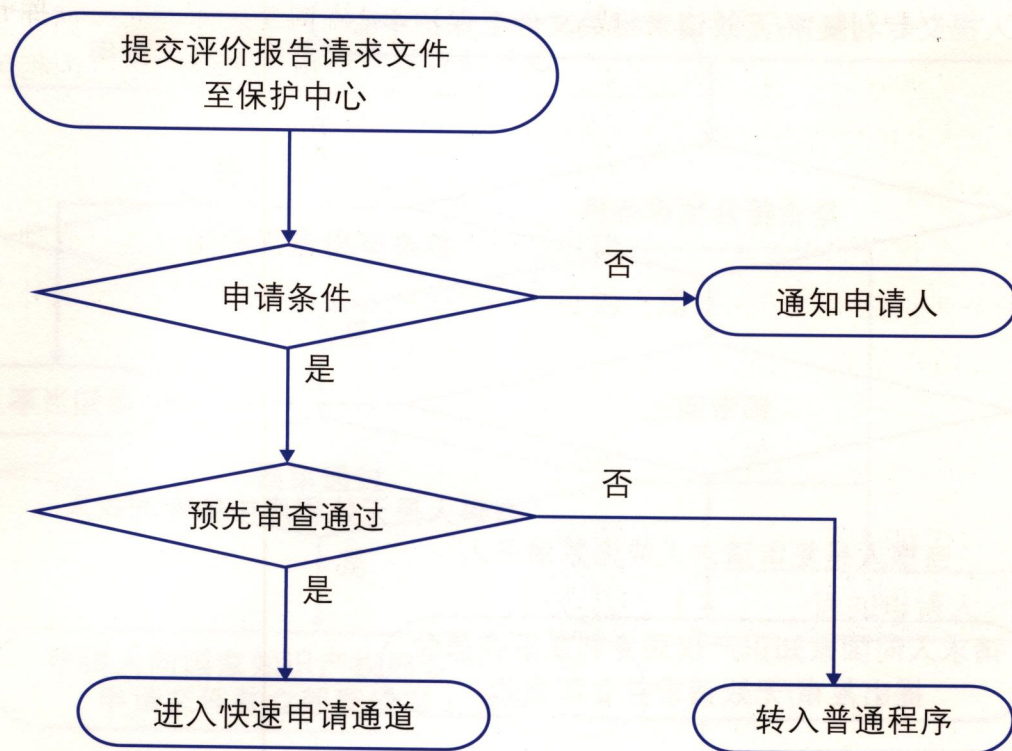 提交评价报告请求文件
至保护中心
申请条件
否
通知申请人
是
预先审查通过
否
是
进入快速申请通道
转入普通程序